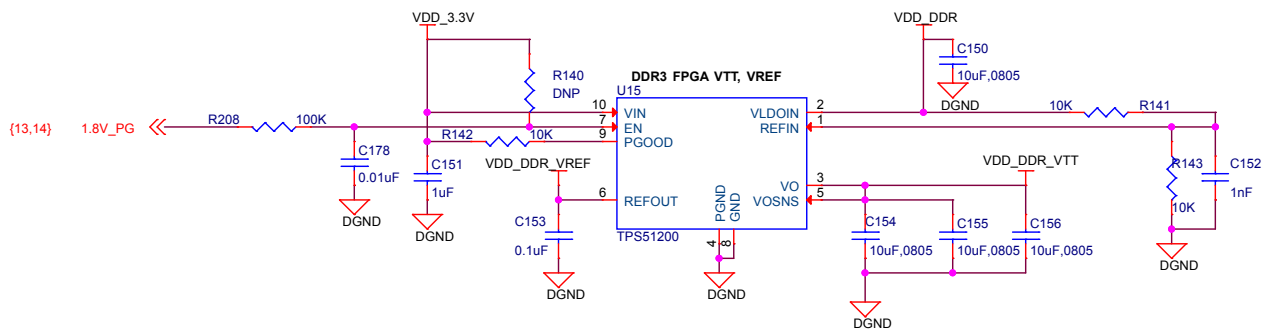 VDD_3.3V
VDD_DDR
C150
10uF,0805
DGND
R140
DNP
DDR3 FPGA VTT, VREF
U15
{13,14}
1.8V_PG
R208
100K
10
VIN
7
EN
9
PGOOD
R142
10K
2
VLDOIN
1
REFIN
10K
R141
C178
0.01uF
DGND
C151
1uF
DGND
VDD_DDR_VREF
6
REFOUT
C153
0.1uF
DGND
PGND
GND
4
8
TPS51200
DGND
3
VO
5
VOSNS
VDD_DDR_VTT
C154
10uF,0805
C155
10uF,0805
C156
10uF,0805
DGND
R143
10K
C152
1nF
DGND